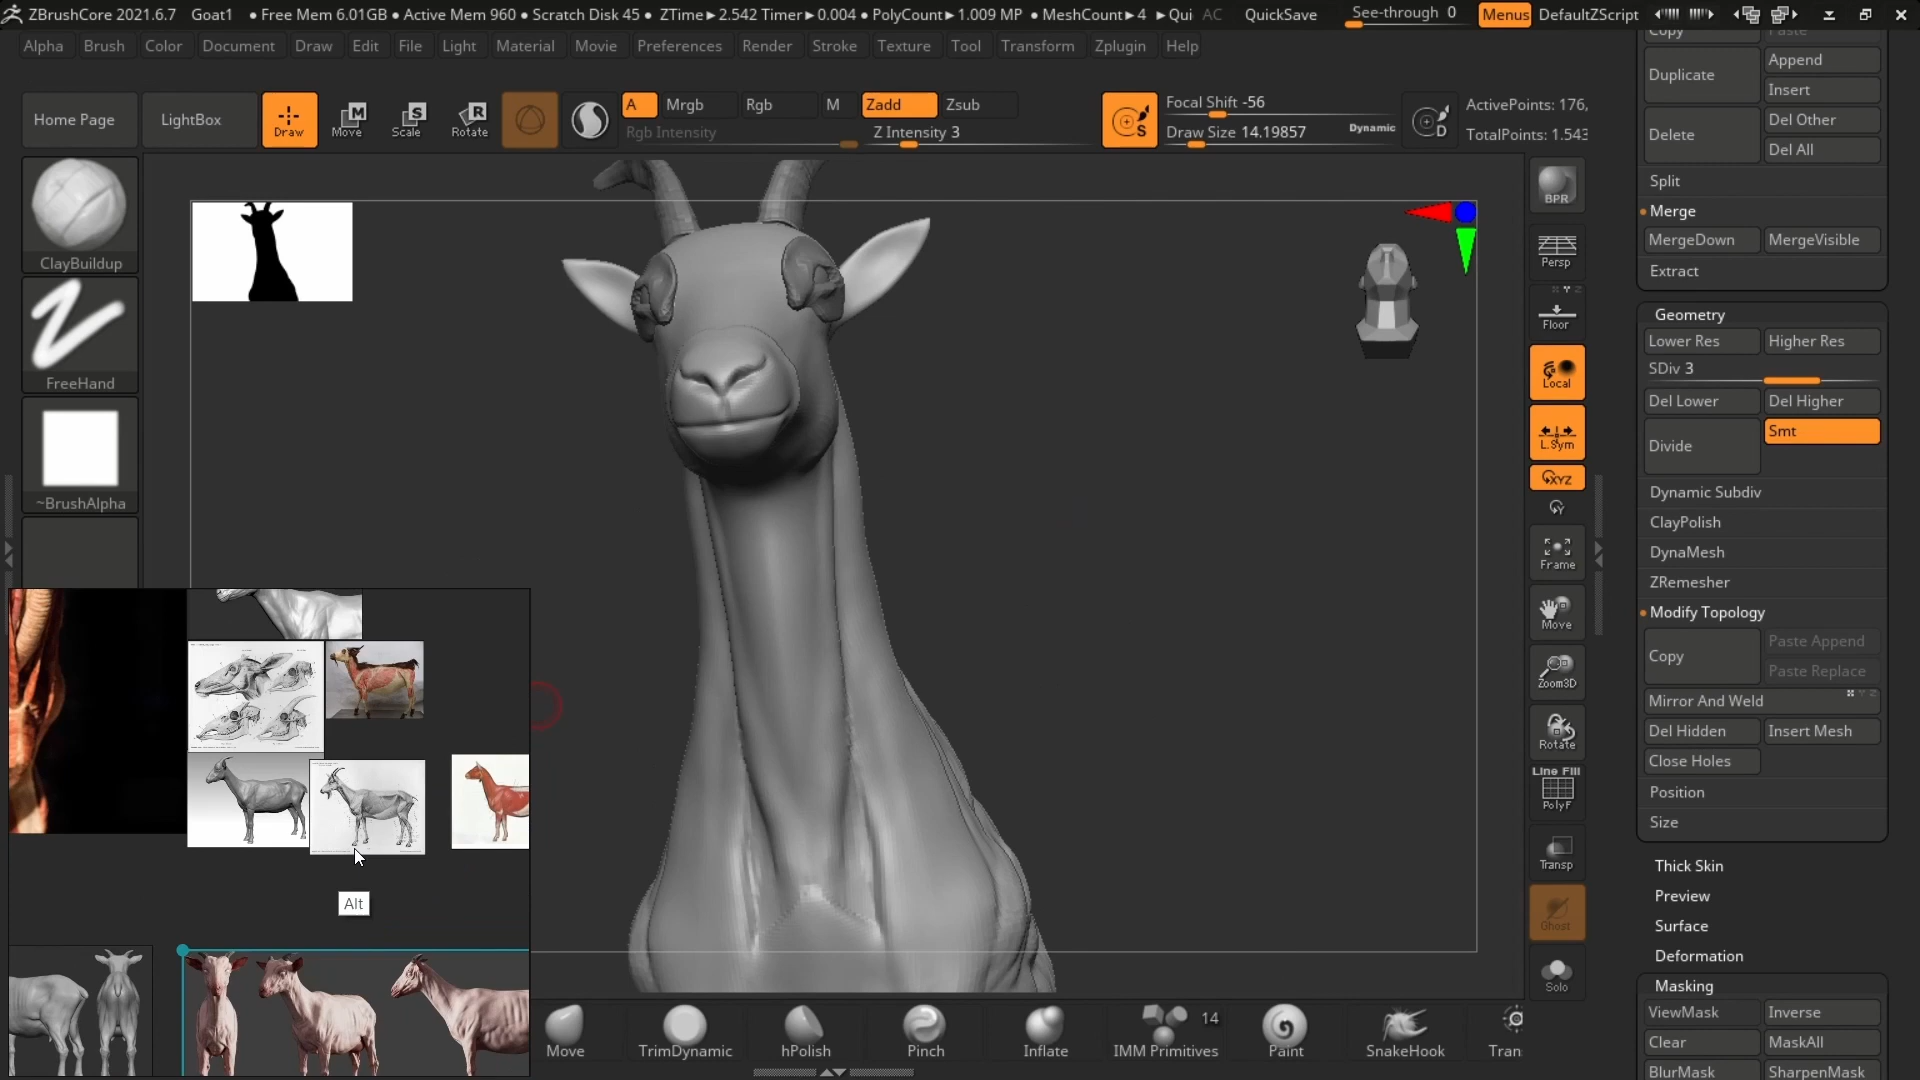 ZBrushCore 2021.6.7 Goat1 • Free Mem 6.01GB • Active Mem 960 • Scratch Disk 45 • ZTime►2.542 Timer►0.004 • PolyCount►1.009 MP • MeshCount►4 ►Qui AC QuickSave See-through 0 Menus DefaultZScript
Alpha Brush Color Document Draw Edit File Light Material Movie Preferences Render Stroke Texture Tool Transform Zplugin Help
Home Page
LightBox
Draw
Move
Scale
Rotate
A Mrgb Rgb M Zadd Zsub
Rgb Intensity Z Intensity 3
Focal Shift -56
Draw Size 14.19857 Dynamic
ActivePoints: 176,
TotalPoints: 1.543
S
D
ClayBuildup
FreeHand
~BrushAlpha
Alt
BPR
Persp
Floor
Local
L.Sym
XYZ
Y
Frame
Move
Zoom3D
Rotate
Line Fill
PolyF
Transp
Ghost
Solo
Move TrimDynamic hPolish Pinch Inflate IMM Primitives 14 Paint SnakeHook Tran
Copy Paste
Duplicate Append
Insert
Delete Del Other
Del All
Split
Merge
MergeDown MergeVisible
Extract
Geometry
Lower Res Higher Res
SDiv 3
Del Lower Del Higher
Divide Smt
Dynamic Subdiv
ClayPolish
DynaMesh
ZRemesher
Modify Topology
Copy Paste Append
Paste Replace
Mirror And Weld
Del Hidden Insert Mesh
Close Holes
Position
Size
Thick Skin
Preview
Surface
Deformation
Masking
ViewMask Inverse
Clear MaskAll
BlurMask SharpenMask